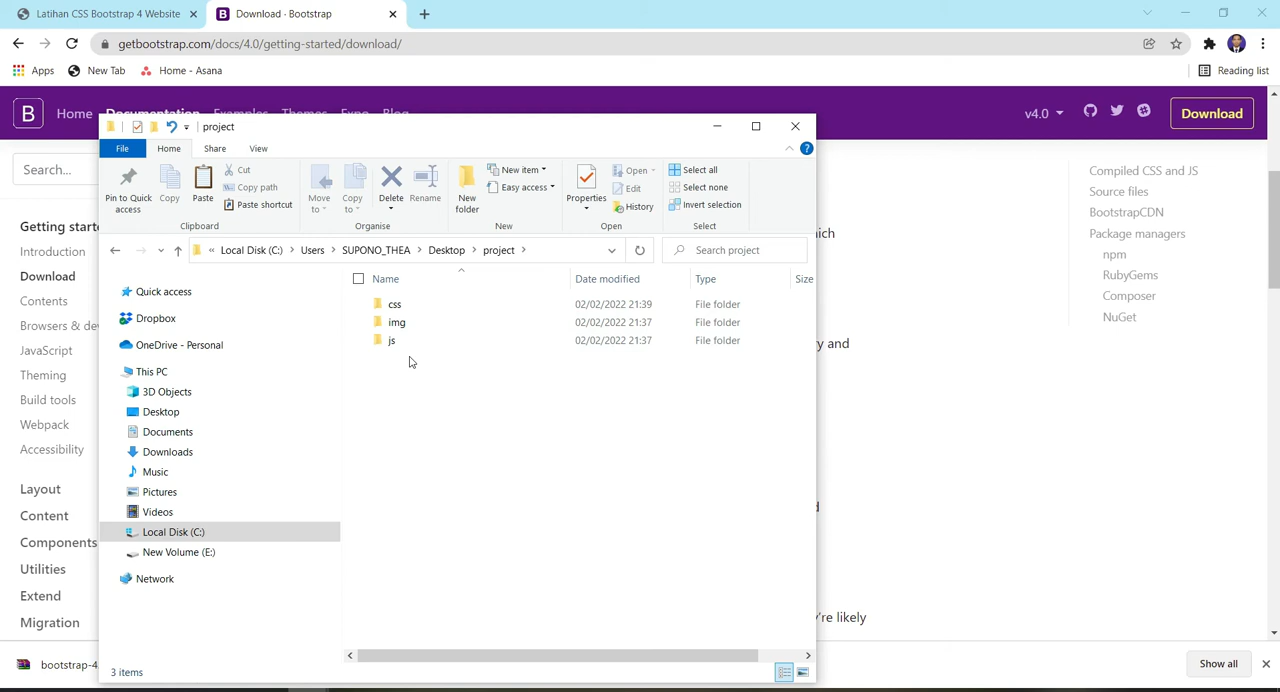 Latihan CSS Bootstrap 4 Website
Download · Bootstrap
getbootstrap.com/docs/4.0/getting-started/download/
Apps
New Tab
Home - Asana
Reading list
B
Home
Documentation
Examples
Themes
Expo
Blog
v4.0
Download
project
File
Home
Share
View
Search...
Pin to Quick access
Copy
Paste
Cut
Copy path
Paste shortcut
Clipboard
Move to
Copy to
Delete
Rename
Organise
New folder
New item
Easy access
New
Properties
Open
Edit
History
Open
Select all
Select none
Invert selection
Select
« Local Disk (C:) > Users > SUPONO_THEA > Desktop > project >
Search project
Name
Date modified
Type
Size
css 02/02/2022 21:39 File folder
img 02/02/2022 21:37 File folder
js 02/02/2022 21:37 File folder
Quick access
Dropbox
OneDrive - Personal
This PC
3D Objects
Desktop
Documents
Downloads
Music
Pictures
Videos
Local Disk (C:)
New Volume (E:)
Network
3 items
Getting starte
Introduction
Download
Contents
Browsers & de
JavaScript
Theming
Build tools
Webpack
Accessibility
Layout
Content
Components
Utilities
Extend
Migration
y and
're likely
Compiled CSS and JS
Source files
BootstrapCDN
Package managers
npm
RubyGems
Composer
NuGet
bootstrap-4
Show all